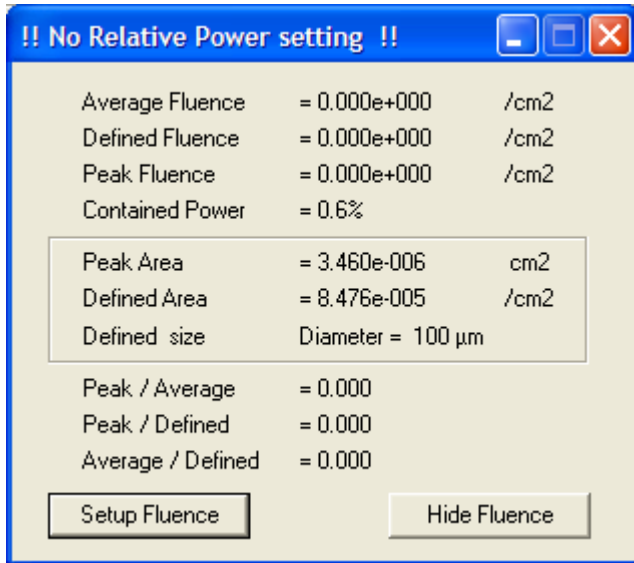 !! No Relative Power setting !!
Average Fluence = 0.000e+000 /cm2
Defined Fluence = 0.000e+000 /cm2
Peak Fluence = 0.000e+000 /cm2
Contained Power = 0.6%
Peak Area = 3.460e-006 cm2
Defined Area = 8.476e-005 /cm2
Defined size Diameter = 100 µm
Peak / Average = 0.000
Peak / Defined = 0.000
Average / Defined = 0.000
Setup Fluence Hide Fluence